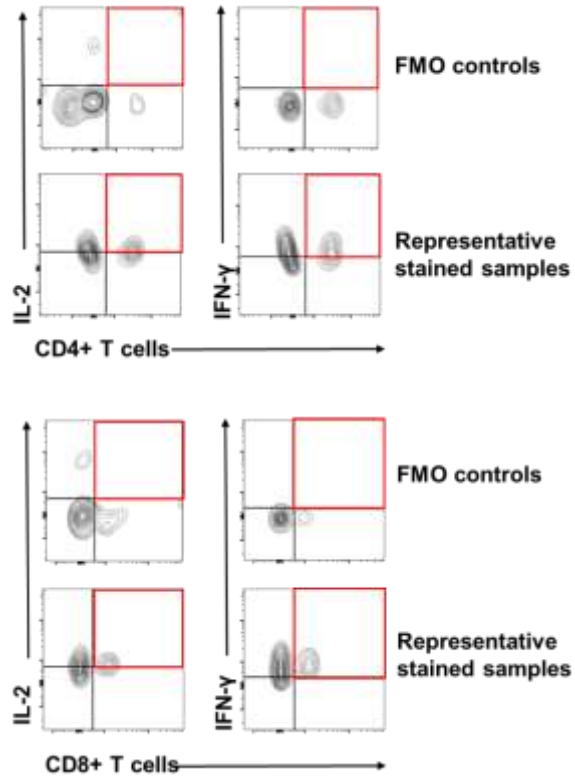 FMO controls
Representative
stained samples
IL-2
IFN-γ
CD4+ T cells
FMO controls
Representative
stained samples
IL-2
IFN-γ
CD8+ T cells